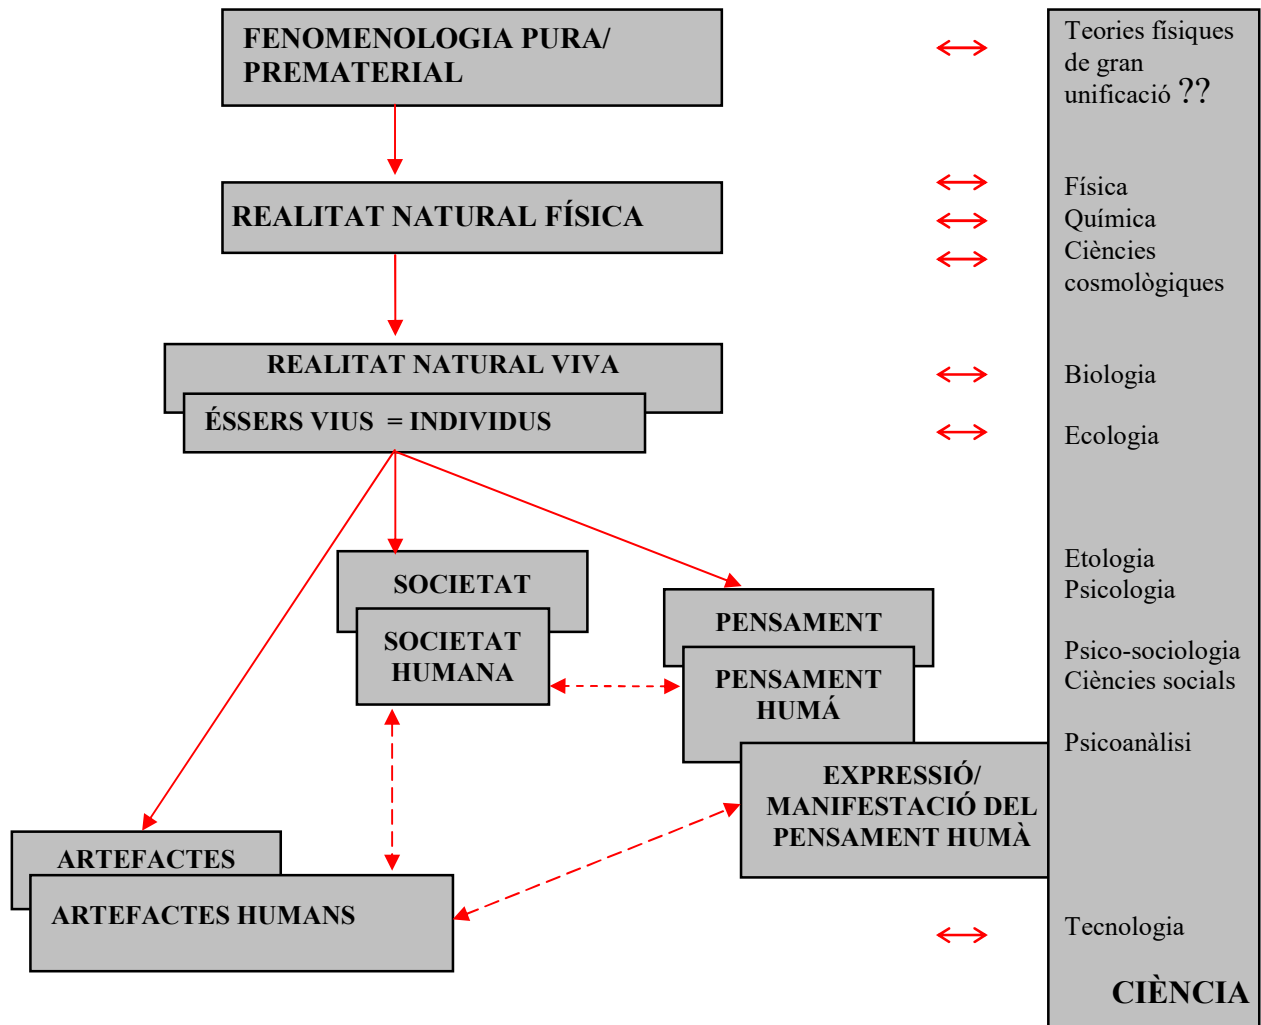 FENOMENOLOGIA PURA/
PREMATERIAL
Teories físiques
de gran
unificació ??
REALITAT NATURAL FÍSICA
Física
Química
Ciències
cosmològiques
REALITAT NATURAL VIVA
Biologia
ÉSSERS VIUS = INDIVIDUS
Ecologia
SOCIETAT
SOCIETAT
HUMANA
PENSAMENT
PENSAMENT
HUMÁ
EXPRESSIÓ/
MANIFESTACIÓ DEL
PENSAMENT HUMÀ
Etologia
Psicologia
Psico-sociologia
Ciències socials
Psicoanàlisi
ARTEFACTES
ARTEFACTES HUMANS
Tecnologia
CIÈNCIA